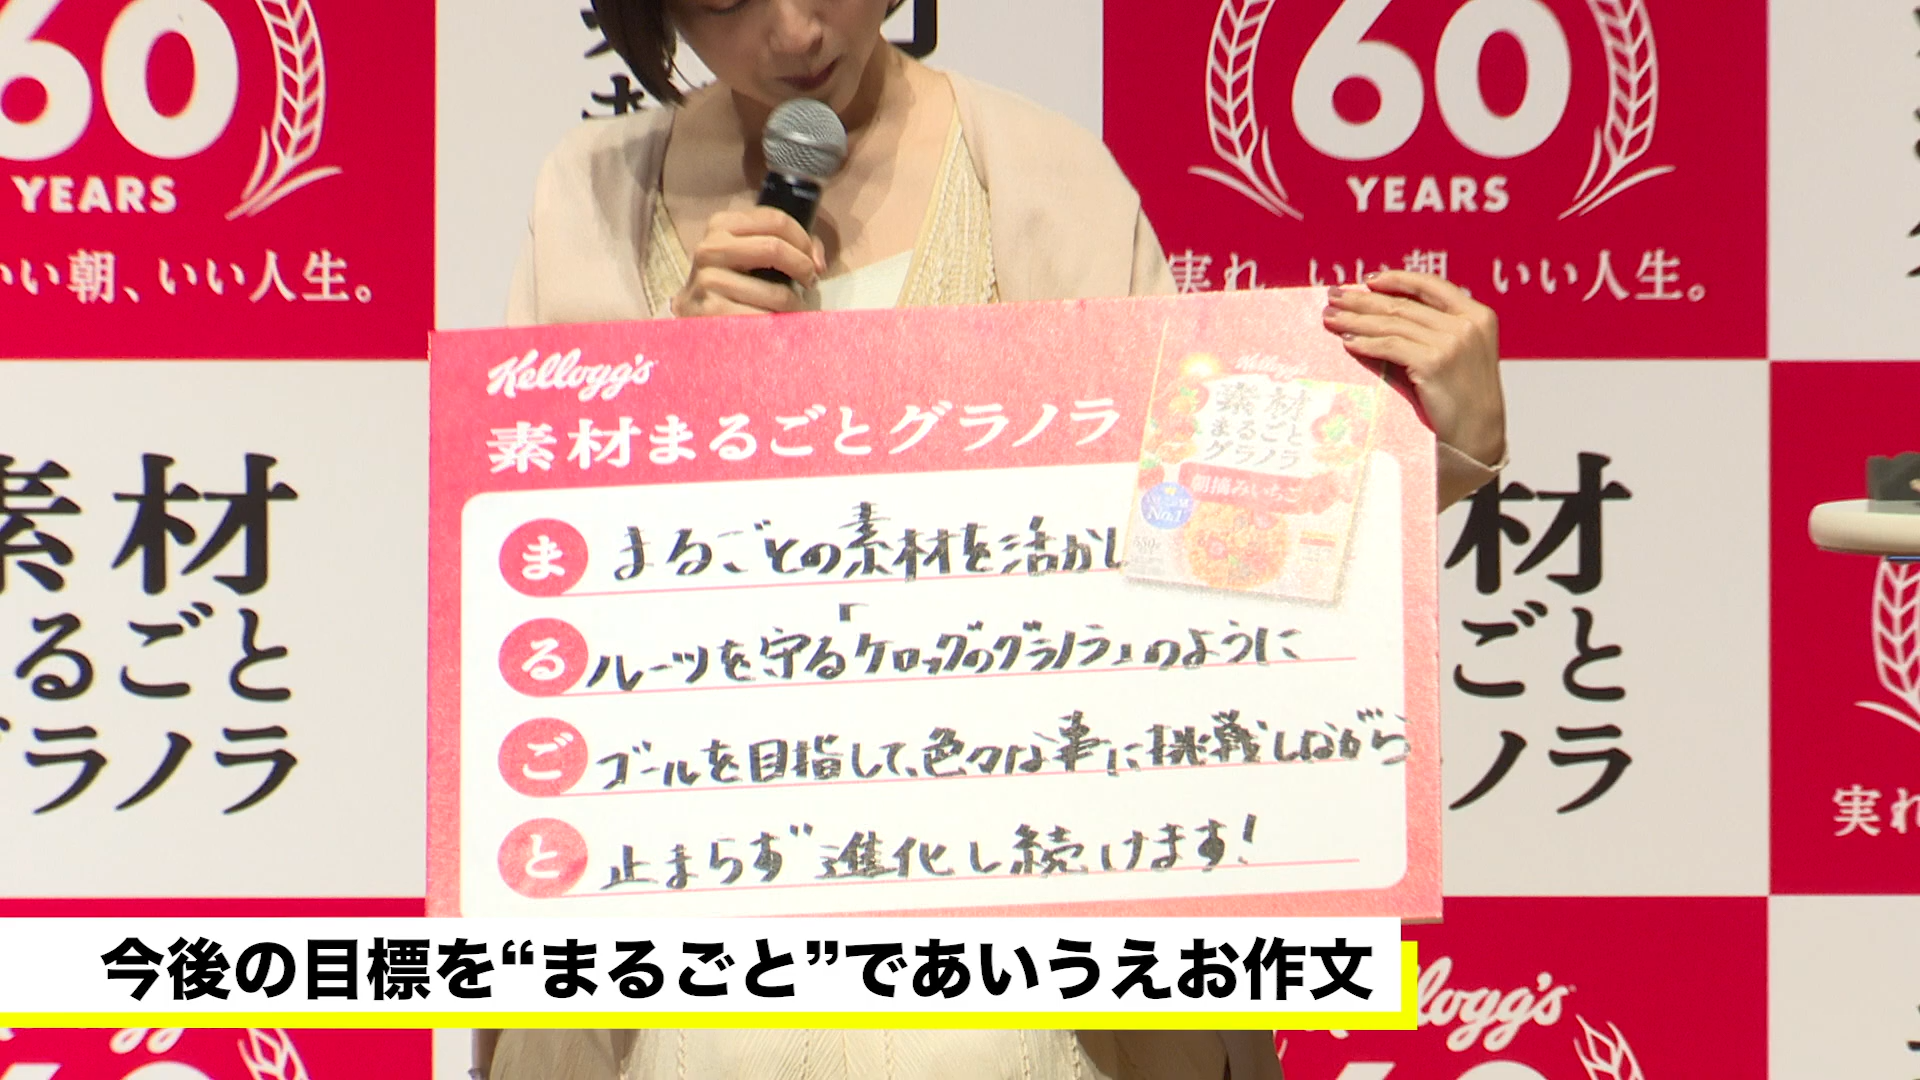 60
YEARS
いい朝、いい人生。
60
YEARS
実れ、いい朝、いい人生。
Kellogg's
素材まるごとグラノラ
Kellogg's
素材
まるごと
グラノラ
朝摘みいちご
No.1
ま まるごとの素材を活かし
る ルーツを守る「ケロッグのグラノラ」のように
ご ゴールを目指して、色々な事に挑戦しながら
と 止まらず進化し続けます!
素材
るごと
グラノラ
材
ごと
ノラ
実れ
今後の目標を“まるごと”であいうえお作文
logg's